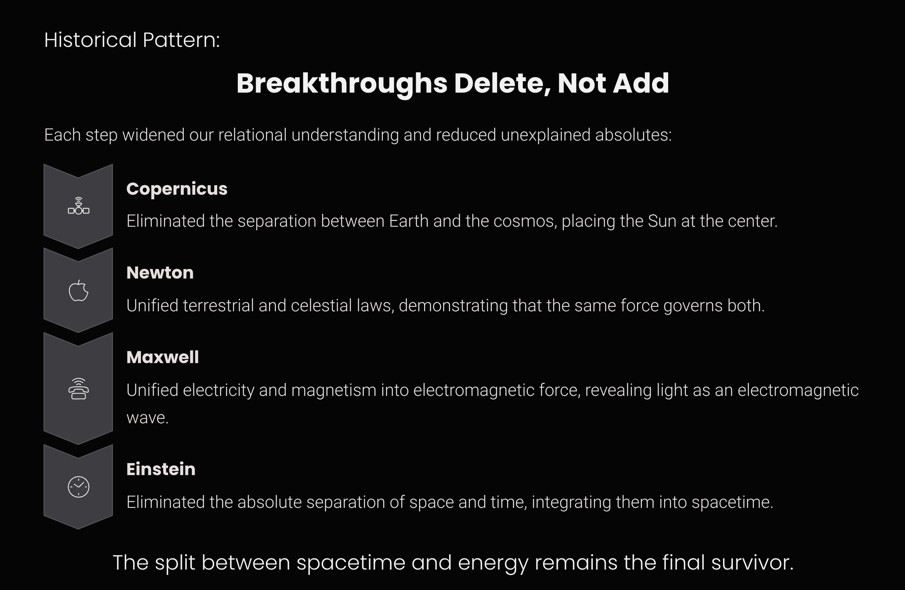 Historical Pattern:
Breakthroughs Delete, Not Add
Each step widened our relational understanding and reduced unexplained absolutes:
Copernicus
Eliminated the separation between Earth and the cosmos, placing the Sun at the center.
Newton
Unified terrestrial and celestial laws, demonstrating that the same force governs both.
Maxwell
Unified electricity and magnetism into electromagnetic force, revealing light as an electromagnetic
wave.
Einstein
Eliminated the absolute separation of space and time, integrating them into spacetime.
The split between spacetime and energy remains the final survivor.